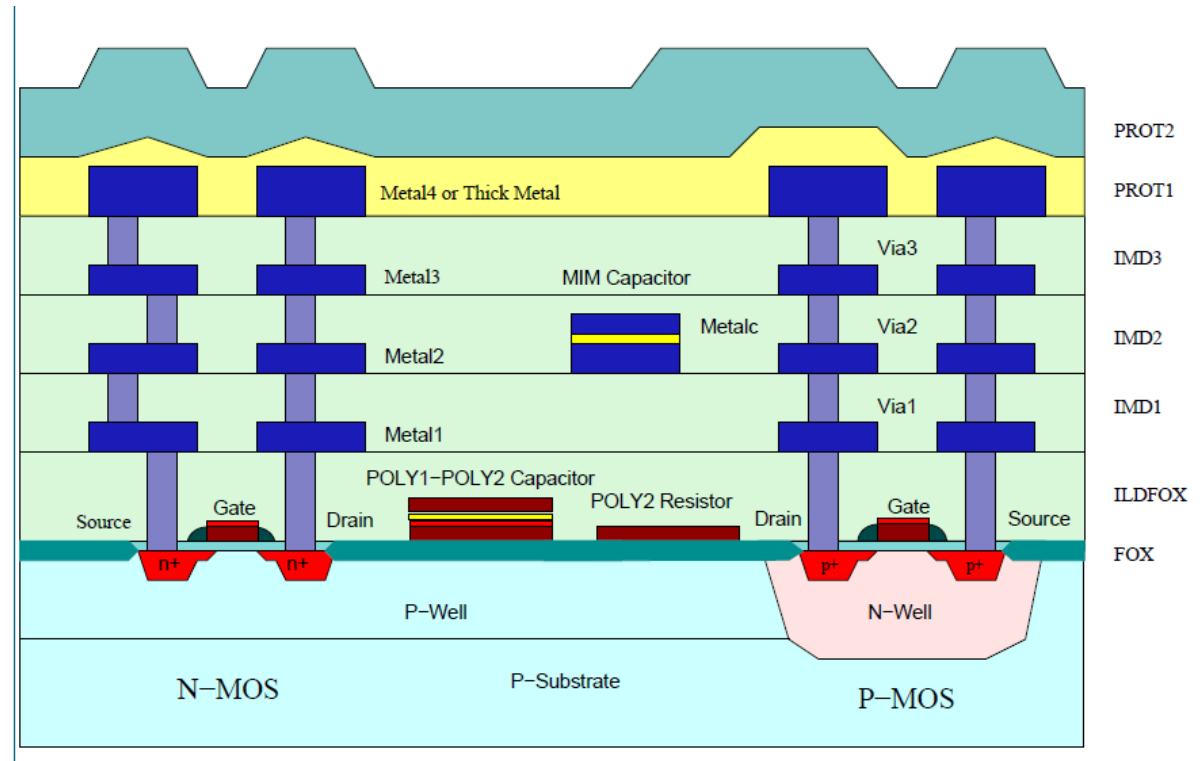 PROT2
Metal4 or Thick Metal
PROT1
Via3
IMD3
Metal3
MIM Capacitor
Metalc
Via2
IMD2
Metal2
Via1
IMD1
Metal1
POLY1−POLY2 Capacitor
POLY2 Resistor
ILDFOX
Source
Gate
Drain
Drain
Gate
Source
FOX
n+
n+
p+
p+
P−Well
N−Well
N−MOS
P−Substrate
P−MOS